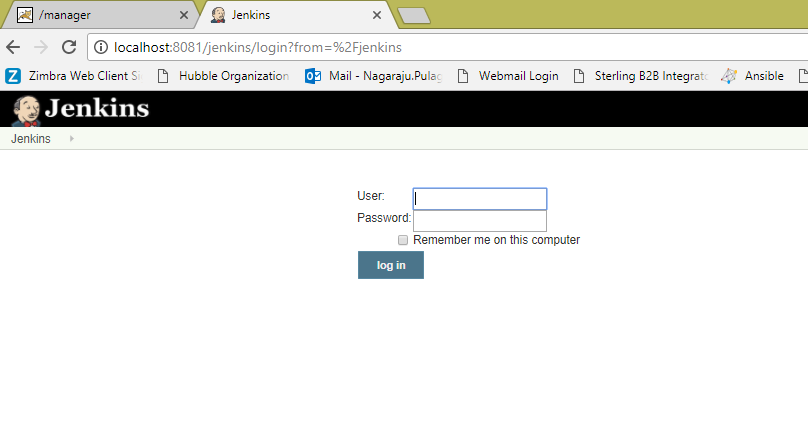 /manager
Jenkins
localhost:8081/jenkins/login?from=%2Fjenkins
Zimbra Web Client
Hubble Organization
Mail - Nagaraju.Pulag
Webmail Login
Sterling B2B Integrato
Ansible
Jenkins
Jenkins
User:
Password:
Remember me on this computer
log in